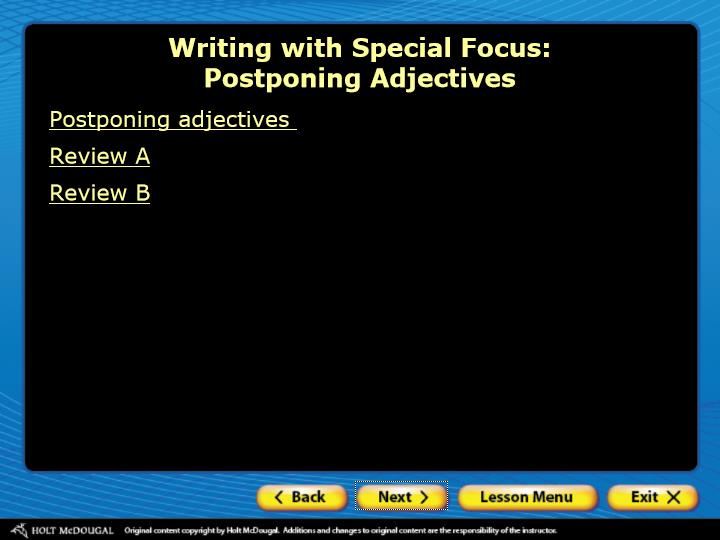 Writing with Special Focus:
Postponing Adjectives
Postponing adjectives
Review A
Review B
Back
Next
Lesson Menu
Exit
HOLT MCDOUGAL
Original content copyright by Holt McDougal. Additions and changes to original content are the responsibility of the instructor.